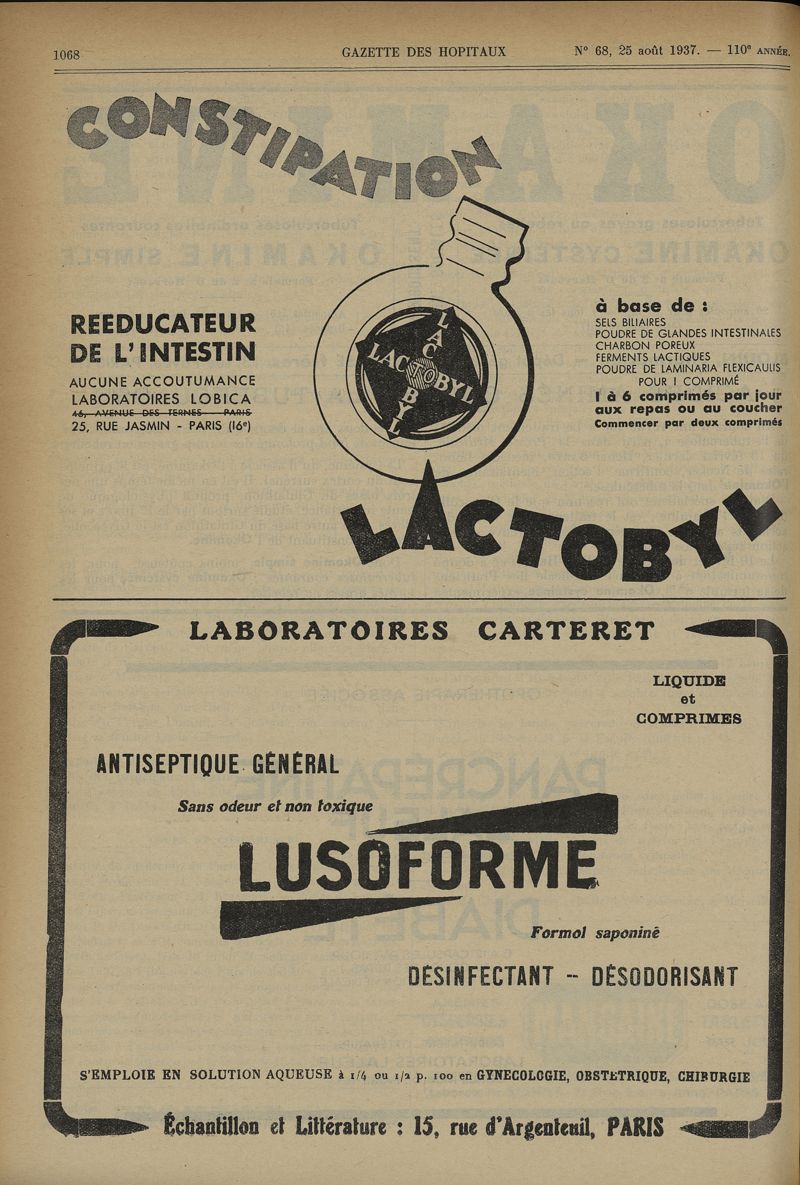 1068
GAZETTE DES HOPITAUX
N° 68, 25 août 1937. — 110e ANNÉE.
CONSTIPATION
REEDUCATEUR
DE L'INTESTIN
AUCUNE ACCOUTUMANCE
LABORATOIRES LOBICA
46, AVENUE DES TERNES - PARIS
25, RUE JASMIN - PARIS (16e)
LACTOBYL
LACTOBYL
à base de :
SELS BILIAIRES
POUDRE DE GLANDES INTESTINALES
CHARBON POREUX
FERMENTS LACTIQUES
POUDRE DE LAMINARIA FLEXICAULIS
POUR 1 COMPRIMÉ
1 à 6 comprimés par jour
aux repas ou au coucher
Commencer par deux comprimés
LACTOBYL
LABORATOIRES CARTERET
LIQUIDE
et
COMPRIMES
ANTISEPTIQUE GÉNÉRAL
Sans odeur et non toxique
LUSOFORME
Formol saponiné
DÉSINFECTANT - DÉSODORISANT
S'EMPLOIE EN SOLUTION AQUEUSE à 1/4 ou 1/2 p. 100 en GYNECOLOGIE, OBSTETRIQUE, CHIRURGIE
Échantillon et Littérature : 15, rue d'Argenteuil, PARIS